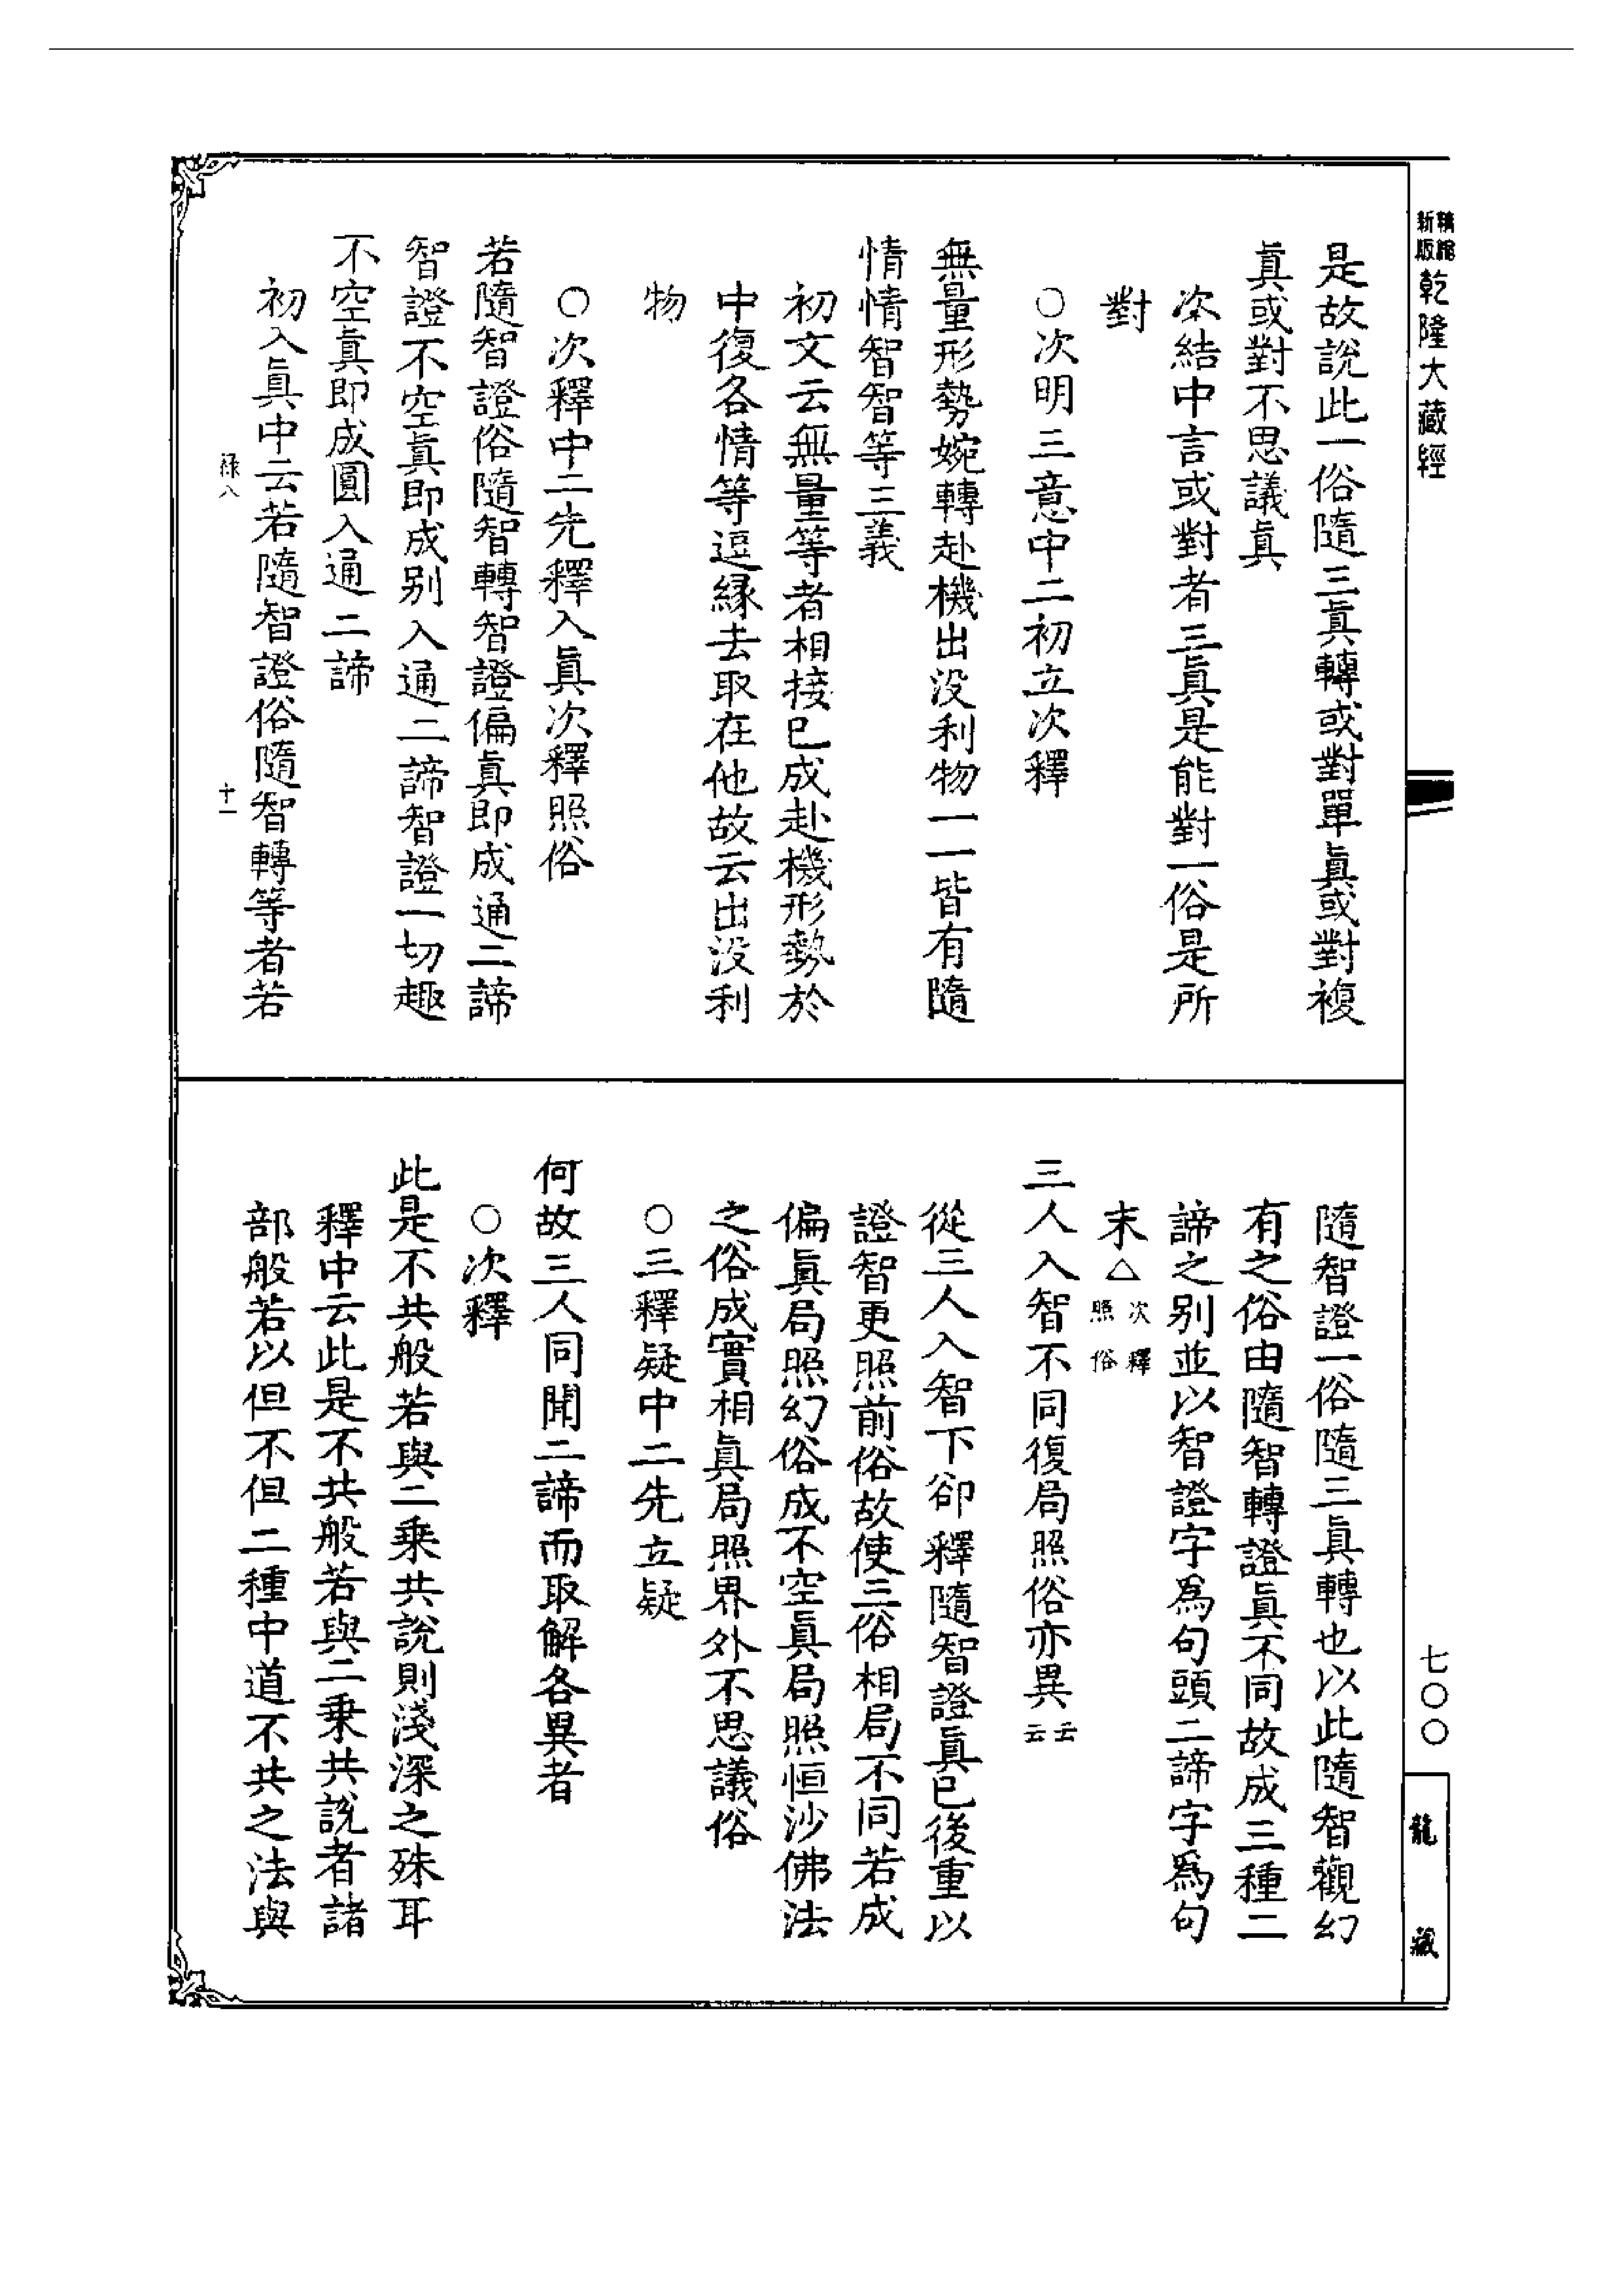 新版精縮乾隆大藏經
是故說此一俗隨三眞轉或對單眞或對複
眞或對不思議眞
次結中言或對者三眞是能對一俗是所
對
○次明三意中二初立次釋
無量形勢婉轉赴機出没利物一一皆有隨
情情智智等三義
初文云無量等者相接已成赴機形勢於
中復各情等逗緣去取在他故云出没利
物
○次釋中二先釋入眞次釋照俗
若隨智證俗隨智轉智證偏眞即成通二諦
智證不空眞即成別入通二諦智證一切趣
不空眞即成圓入通二諦
初入眞中云若隨智證俗隨智轉等者若
祿八 十一
隨智證一俗隨三眞轉也以此隨智觀幻
有之俗由隨智轉證眞不同故成三種二
諦之別並以智證字爲句頭二諦字爲句
末△次釋照俗
三人入智不同復局照俗亦異云云
從三人入智下卻釋隨智證眞已後重以
證智更照前俗故使三俗相局不同若成
偏眞局照幻俗成不空眞局照恒沙佛法
之俗成實相眞局照界外不思議俗
○三釋疑中二先立疑
何故三人同聞二諦而取解各異者
○次釋
此是不共般若與二乘共說則淺深之殊耳
釋中云此是不共般若與二乘共說者諸
部般若以但不但二種中道不共之法與
七〇〇
龍藏